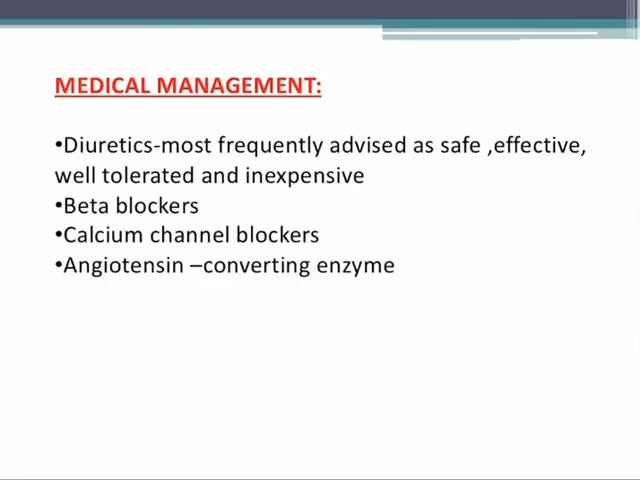 MEDICAL MANAGEMENT:
•Diuretics-most frequently advised as safe ,effective,
well tolerated and inexpensive
•Beta blockers
•Calcium channel blockers
•Angiotensin –converting enzyme